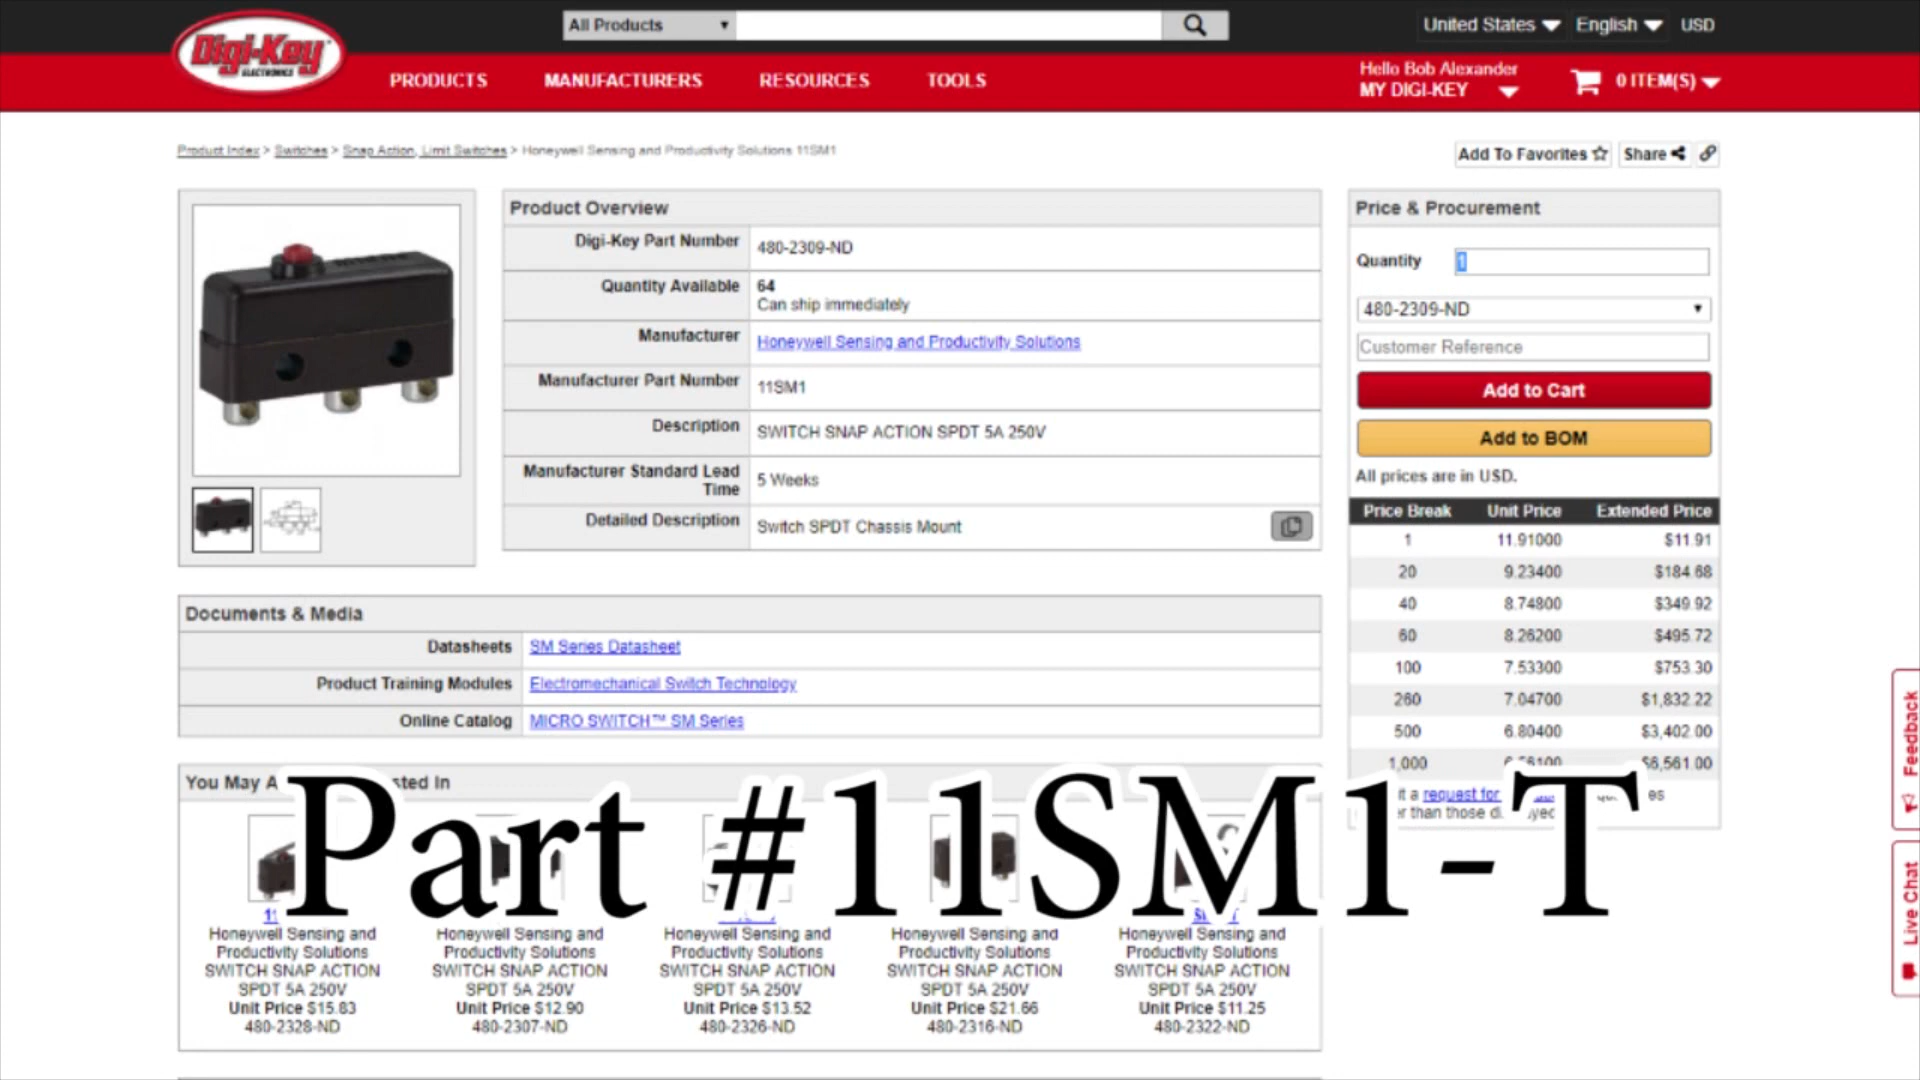 Digi-Key
ELECTRONICS
All Products
United States
English
USD
PRODUCTS
MANUFACTURERS
RESOURCES
TOOLS
Hello Bob Alexander
MY DIGI-KEY
0 ITEM(S)
Product Index > Switches > Snap Action, Limit Switches > Honeywell Sensing and Productivity Solutions 11SM1
Add To Favorites
Share
Product Overview
Digi-Key Part Number 480-2309-ND
Quantity Available 64
Can ship immediately
Manufacturer Honeywell Sensing and Productivity Solutions
Manufacturer Part Number 11SM1
Description SWITCH SNAP ACTION SPDT 5A 250V
Manufacturer Standard Lead
Time 5 Weeks
Detailed Description Switch SPDT Chassis Mount
Price & Procurement
Quantity 1
480-2309-ND
Customer Reference
Add to Cart
Add to BOM
All prices are in USD.
Price Break Unit Price Extended Price
1 11.91000 $11.91
20 9.23400 $184.68
40 8.74800 $349.92
60 8.26200 $495.72
100 7.53300 $753.30
260 7.04700 $1,832.22
500 6.80400 $3,402.00
1,000 $6,561.00
a request for
than those
Documents & Media
Datasheets SM Series Datasheet
Product Training Modules Electromechanical Switch Technology
Online Catalog MICRO SWITCH™ SM Series
You May In
Part #11SM1-T
Honeywell Sensing and
Productivity Solutions
SWITCH SNAP ACTION
SPDT 5A 250V
Unit Price $15.83
480-2328-ND
Honeywell Sensing and
Productivity Solutions
SWITCH SNAP ACTION
SPDT 5A 250V
Unit Price $12.90
480-2307-ND
Honeywell Sensing and
Productivity Solutions
SWITCH SNAP ACTION
SPDT 5A 250V
Unit Price $13.52
480-2326-ND
Honeywell Sensing and
Productivity Solutions
SWITCH SNAP ACTION
SPDT 5A 250V
Unit Price $21.66
480-2316-ND
Honeywell Sensing and
Productivity Solutions
SWITCH SNAP ACTION
SPDT 5A 250V
Unit Price $11.25
480-2322-ND
Feedback
Live Chat